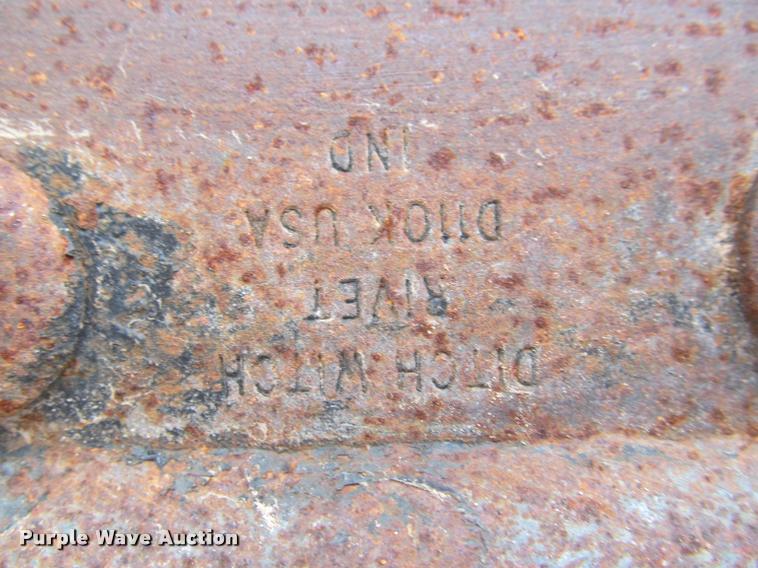 DITCH WITCH
RIVET
D110K USA
IND
Purple Wave Auction